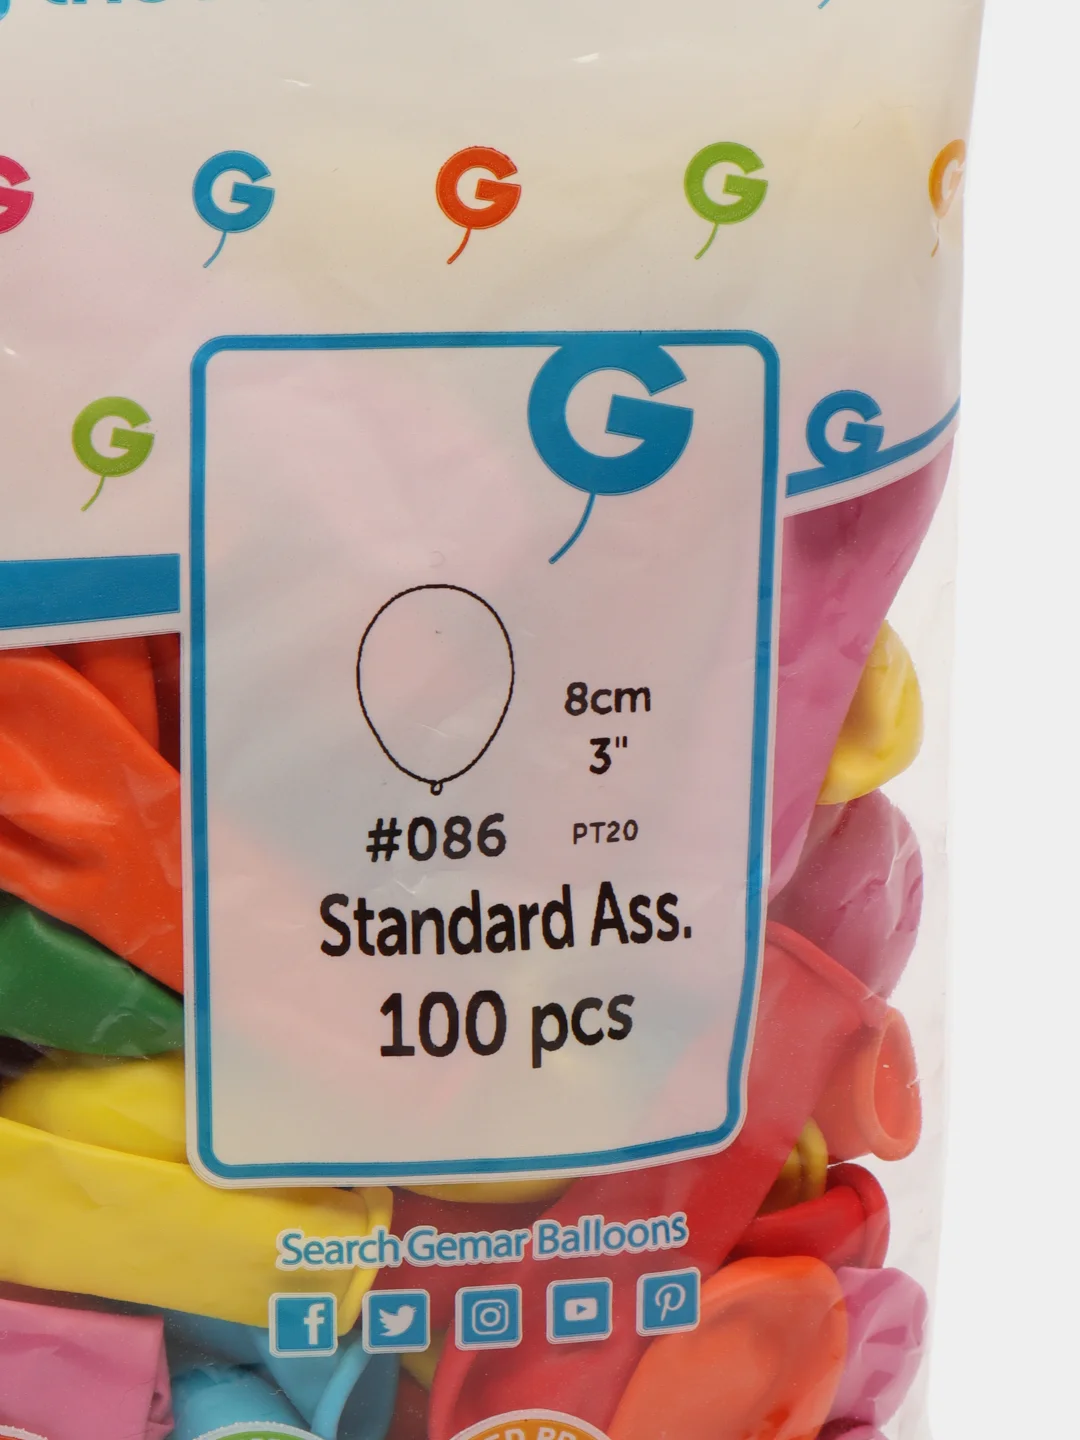 G G G G G
G
G
G
8cm
3"
#086 PT20
Standard Ass.
100 pcs
Search Gemar Balloons